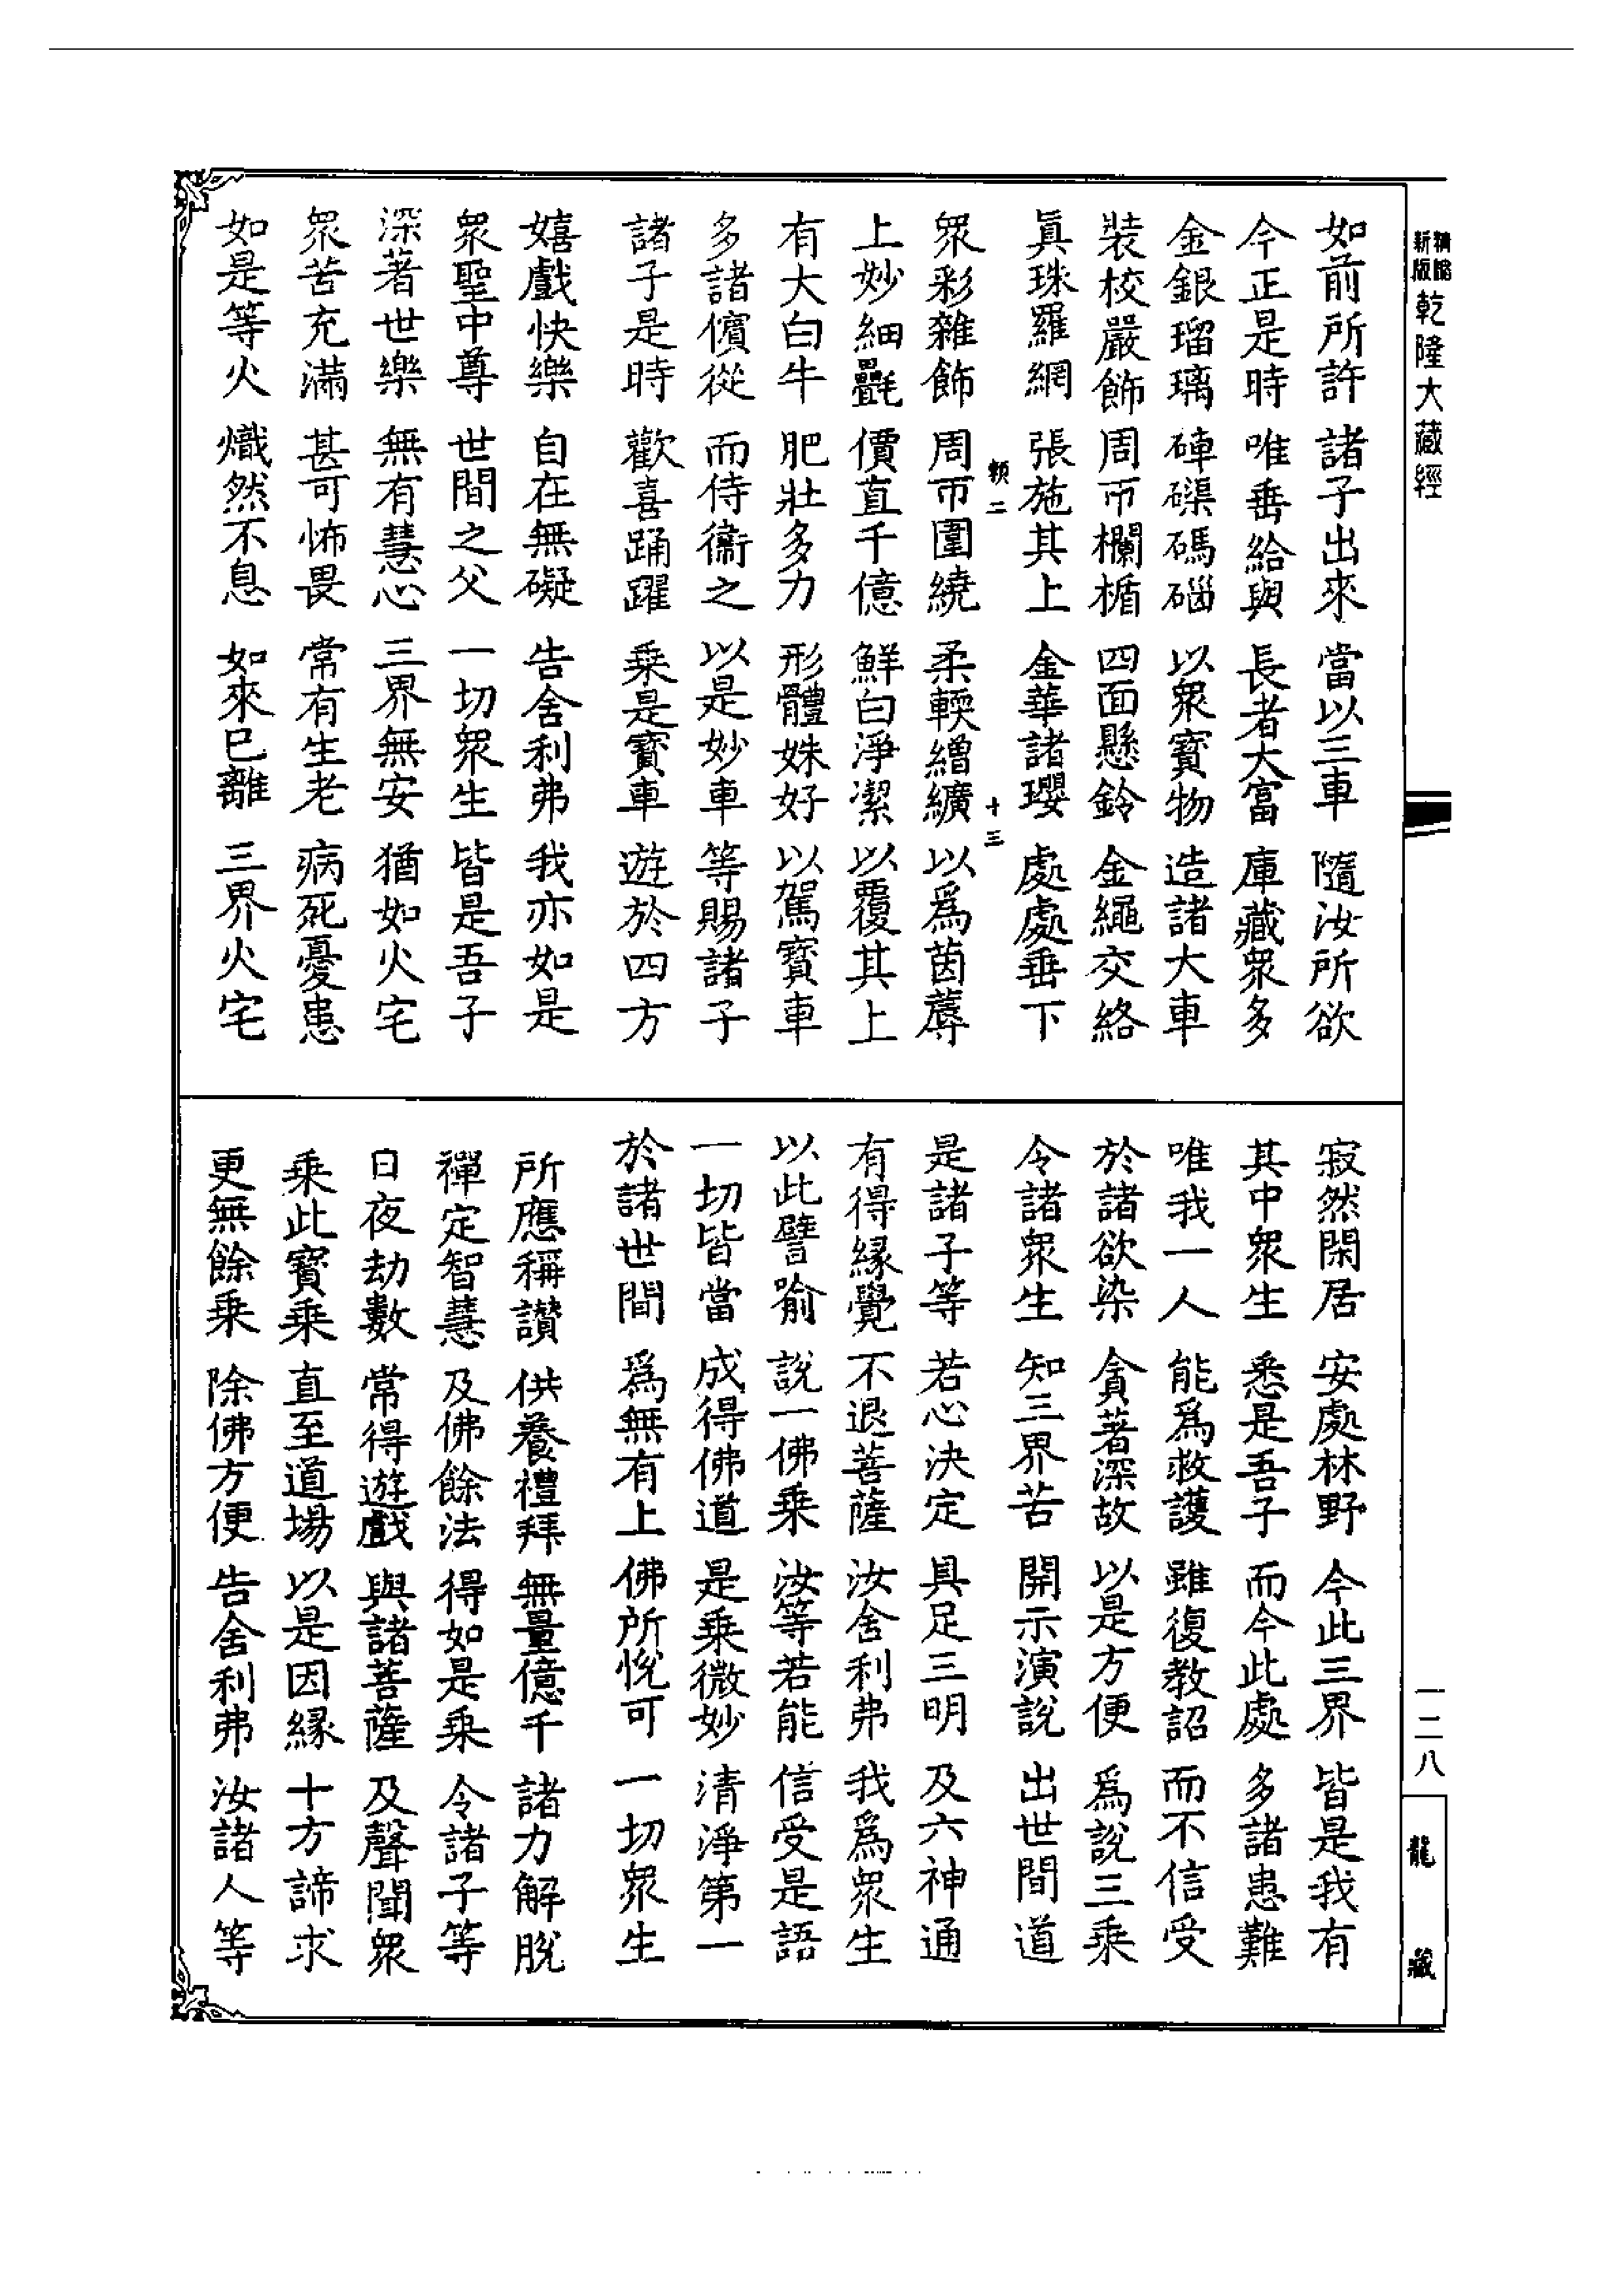 精縮新版乾隆大藏經
如前所許 諸子出來 當以三車 隨汝所欲
今正是時 唯垂給與 長者大富 庫藏眾多
金銀瑠璃 硨磲碼碯 以眾寶物 造諸大車
裝校嚴飾 周帀欄楯 四面懸鈴 金繩交絡
眞珠羅網 張施其上 金華諸瓔 處處垂下
類二 十三
眾彩雜飾 周帀圍繞 柔輭繒纊 以爲茵蓐
上妙細㲲 價直千億 鮮白淨潔 以覆其上
有大白牛 肥壯多力 形體姝好 以駕寶車
多諸儐從 而侍衞之 以是妙車 等賜諸子
諸子是時 歡喜踊躍 乘是寶車 遊於四方
嬉戲快樂 自在無礙 告舍利弗 我亦如是
眾聖中尊 世間之父 一切眾生 皆是吾子
深著世樂 無有慧心 三界無安 猶如火宅
眾苦充滿 甚可怖畏 常有生老 病死憂患
如是等火 熾然不息 如來已離 三界火宅
寂然閑居 安處林野 今此三界 皆是我有
其中眾生 悉是吾子 而今此處 多諸患難
唯我一人 能爲救護 雖復教詔 而不信受
於諸欲染 貪著深故 以是方便 爲說三乘
令諸眾生 知三界苦 開示演說 出世間道
是諸子等 若心決定 具足三明 及六神通
有得緣覺 不退菩薩 汝舍利弗 我爲眾生
以此譬喻 說一佛乘 汝等若能 信受是語
一切皆當 成得佛道 是乘微妙 清淨第一
於諸世間 爲無有上 佛所悅可 一切眾生
所應稱讚 供養禮拜 無量億千 諸力解脫
禪定智慧 及佛餘法 得如是乘 令諸子等
日夜劫數 常得遊戲 與諸菩薩 及聲聞眾
乘此寶乘 直至道場 以是因緣 十方諦求
更無餘乘 除佛方便 告舍利弗 汝諸人等
一二八
龍藏